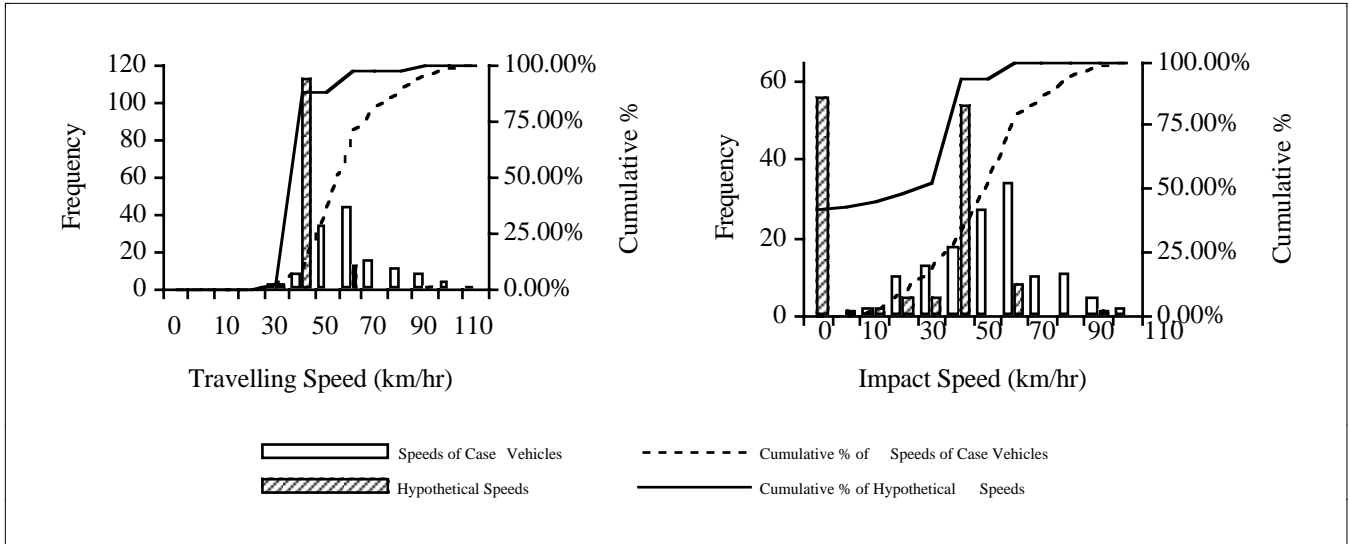 120
100
80
60
40
20
0
Frequency
100.00%
75.00%
50.00%
25.00%
0.00%
Cumulative %
0 10 30 50 70 90 110
Travelling Speed (km/hr)
60
40
20
0
Frequency
100.00%
75.00%
50.00%
25.00%
0.00%
Cumulative %
0 10 30 50 70 90 110
Impact Speed (km/hr)
Speeds of Case Vehicles
Cumulative % of Speeds of Case Vehicles
Hypothetical Speeds
Cumulative % of Hypothetical Speeds